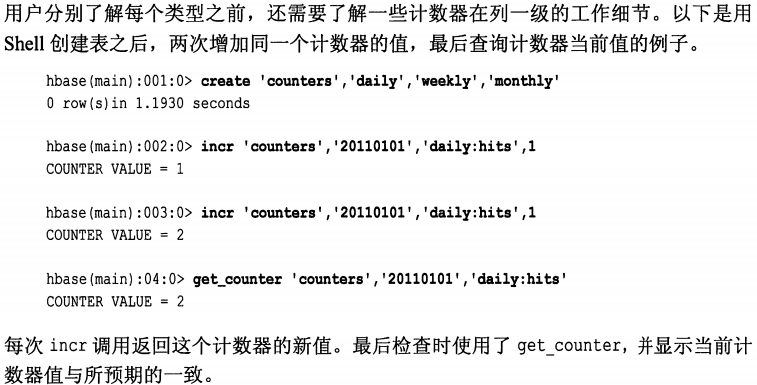 用户分别了解每个类型之前，还需要了解一些计数器在列一级的工作细节。以下是用
Shell 创建表之后，两次增加同一个计数器的值，最后查询计数器当前值的例子。
hbase(main):001:0> create 'counters','daily','weekly','monthly'
0 row(s)in 1.1930 seconds
hbase(main):002:0> incr 'counters','20110101','daily:hits',1
COUNTER VALUE = 1
hbase(main):003:0> incr 'counters','20110101','daily:hits',1
COUNTER VALUE = 2
hbase(main):04:0> get_counter 'counters','20110101','daily:hits'
COUNTER VALUE = 2
每次 incr 调用返回这个计数器的新值。最后检查时使用了 get_counter，并显示当前计
数器值与所预期的一致。